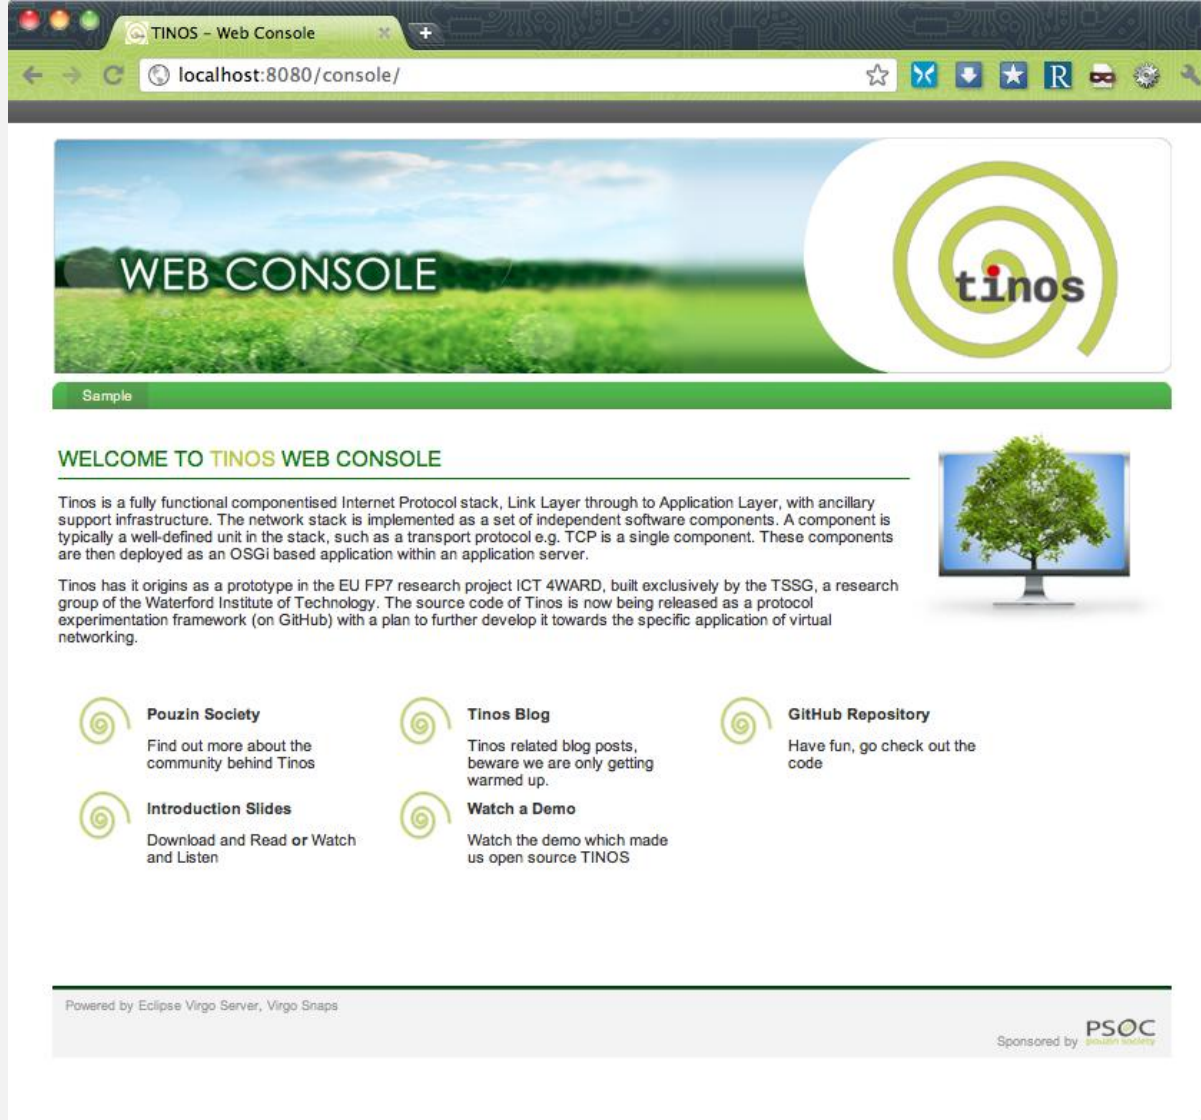 TINOS – Web Console
localhost:8080/console/
R
WEB CONSOLE
tinos
Sample
WELCOME TO TINOS WEB CONSOLE
Tinos is a fully functional componentised Internet Protocol stack, Link Layer through to Application Layer, with ancillary
support infrastructure. The network stack is implemented as a set of independent software components. A component is
typically a well-defined unit in the stack, such as a transport protocol e.g. TCP is a single component. These components
are then deployed as an OSGi based application within an application server.
Tinos has it origins as a prototype in the EU FP7 research project ICT 4WARD, built exclusively by the TSSG, a research
group of the Waterford Institute of Technology. The source code of Tinos is now being released as a protocol
experimentation framework (on GitHub) with a plan to further develop it towards the specific application of virtual
networking.
Pouzin Society
Find out more about the
community behind Tinos
Tinos Blog
Tinos related blog posts,
beware we are only getting
warmed up.
GitHub Repository
Have fun, go check out the
code
Introduction Slides
Download and Read or Watch
and Listen
Watch a Demo
Watch the demo which made
us open source TINOS
Powered by Eclipse Virgo Server, Virgo Snaps
Sponsored by
PSOC
pouzin society